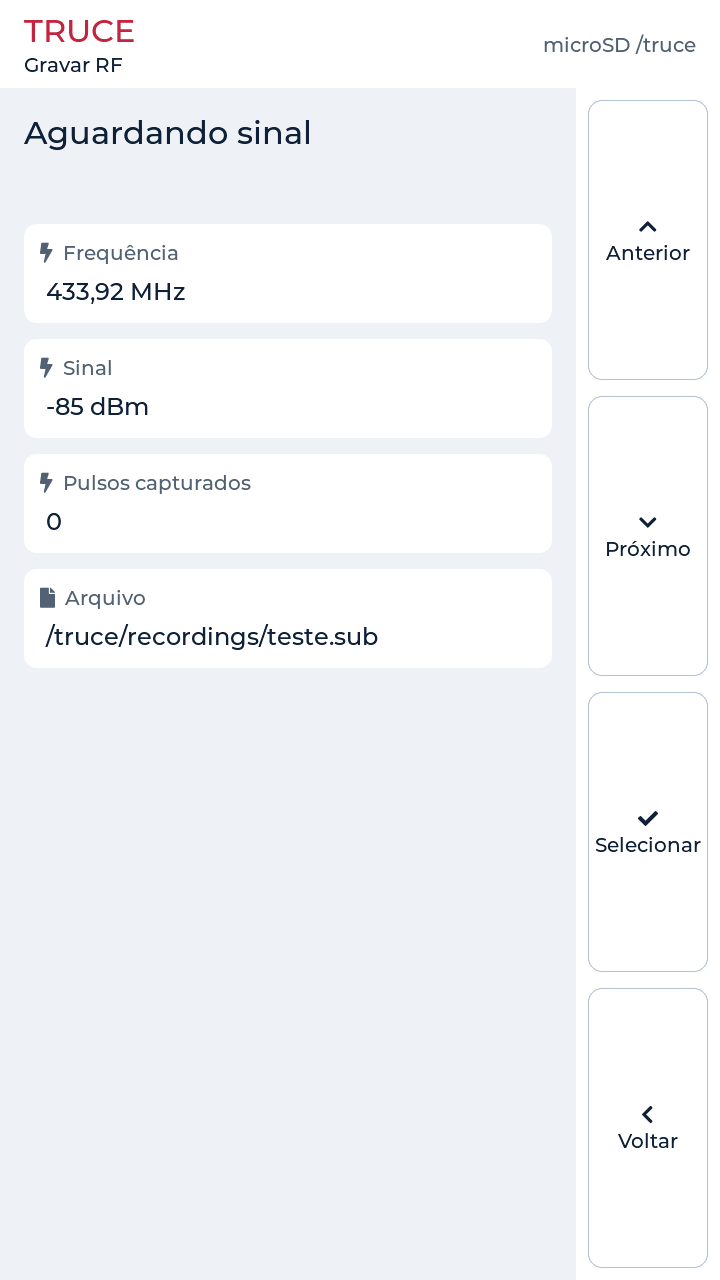 TRUCE
Gravar RF
microSD /truce
Aguardando sinal
Frequência
433,92 MHz
Sinal
-85 dBm
Pulsos capturados
0
Arquivo
/truce/recordings/teste.sub
Anterior
Próximo
Selecionar
Voltar